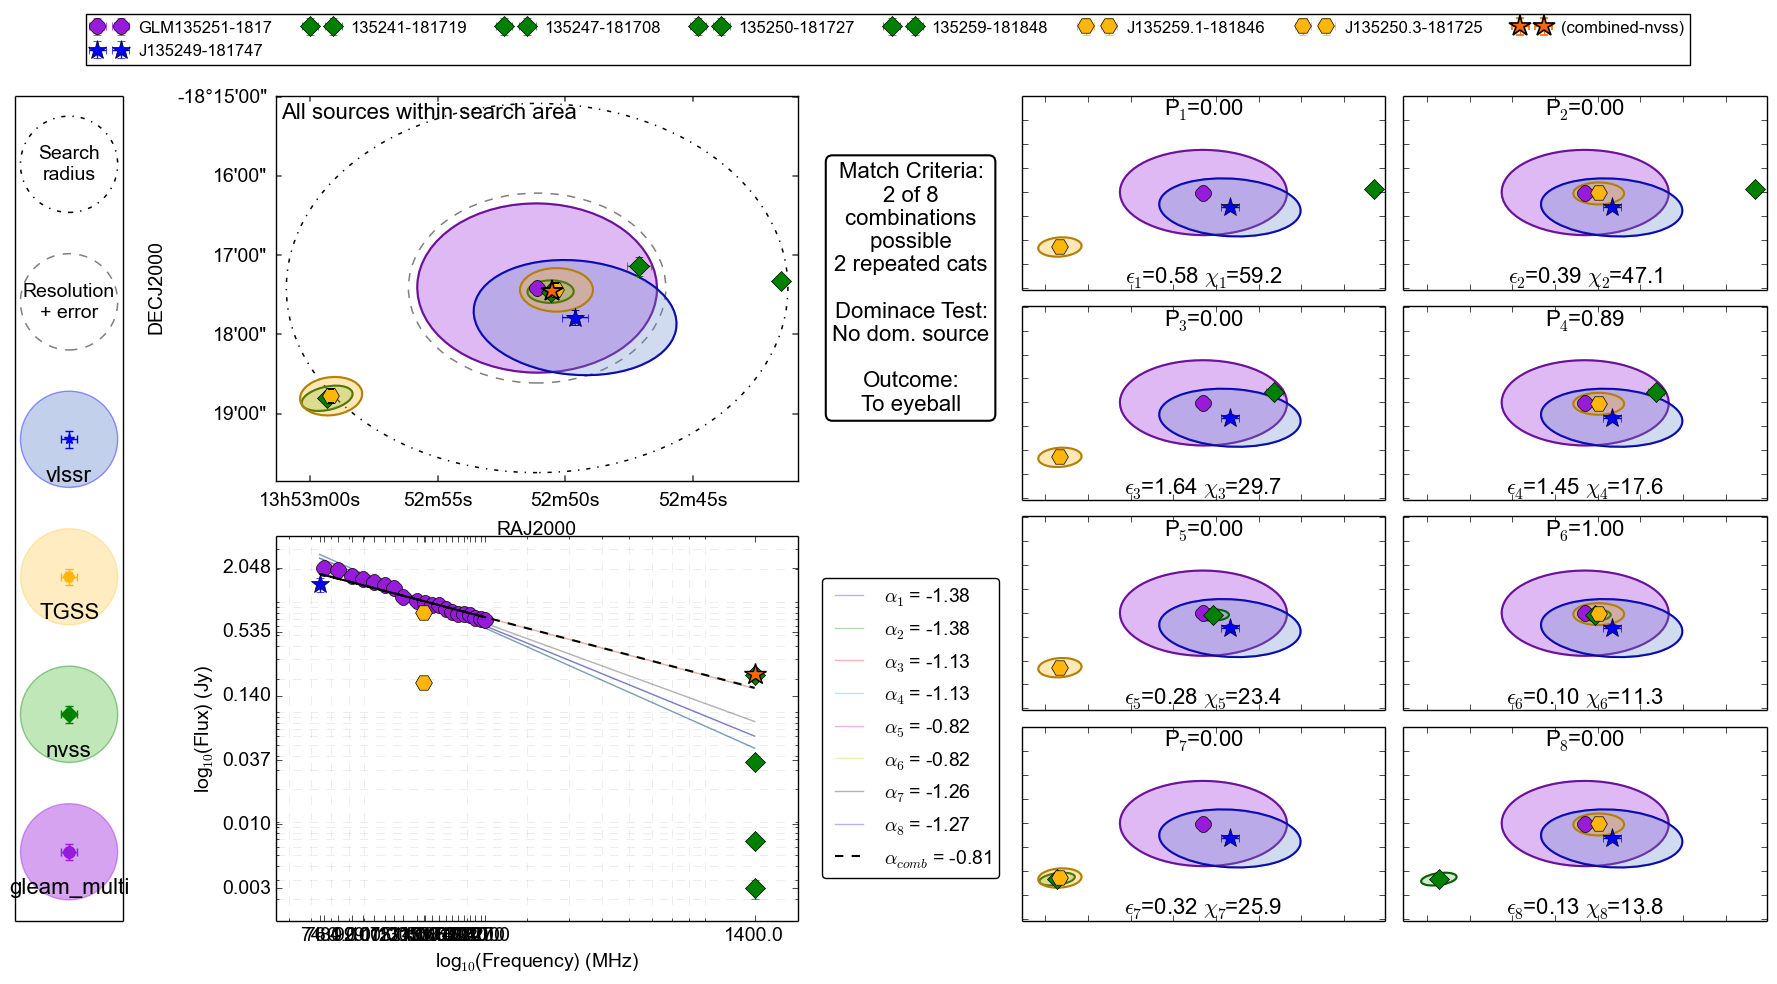 GLM135251-1817
135241-181719
135247-181708
135250-181727
135259-181848
J135259.1-181846
J135250.3-181725
(combined-nvss)
J135249-181747
Search
radius
Resolution
+ error
vlssr
TGSS
nvss
gleam_multi
All sources within search area
-18°15'00"
16'00"
17'00"
18'00"
19'00"
DECJ2000
13h53m00s
52m55s
52m50s
52m45s
RAJ2000
Match Criteria:
2 of 8
combinations
possible
2 repeated cats
Dominace Test:
No dom. source
Outcome:
To eyeball
2.048
0.535
0.140
0.037
0.010
0.003
log10(Flux) (Jy)
1400.0
log10(Frequency) (MHz)
α1 = -1.38
α2 = -1.38
α3 = -1.13
α4 = -1.13
α5 = -0.82
α6 = -0.82
α7 = -1.26
α8 = -1.27
αcomb = -0.81
P1=0.00
ϵ1=0.58 χ1=59.2
P2=0.00
ϵ2=0.39 χ2=47.1
P3=0.00
ϵ3=1.64 χ3=29.7
P4=0.89
ϵ4=1.45 χ4=17.6
P5=0.00
ϵ5=0.28 χ5=23.4
P6=1.00
ϵ6=0.10 χ6=11.3
P7=0.00
ϵ7=0.32 χ7=25.9
P8=0.00
ϵ8=0.13 χ8=13.8